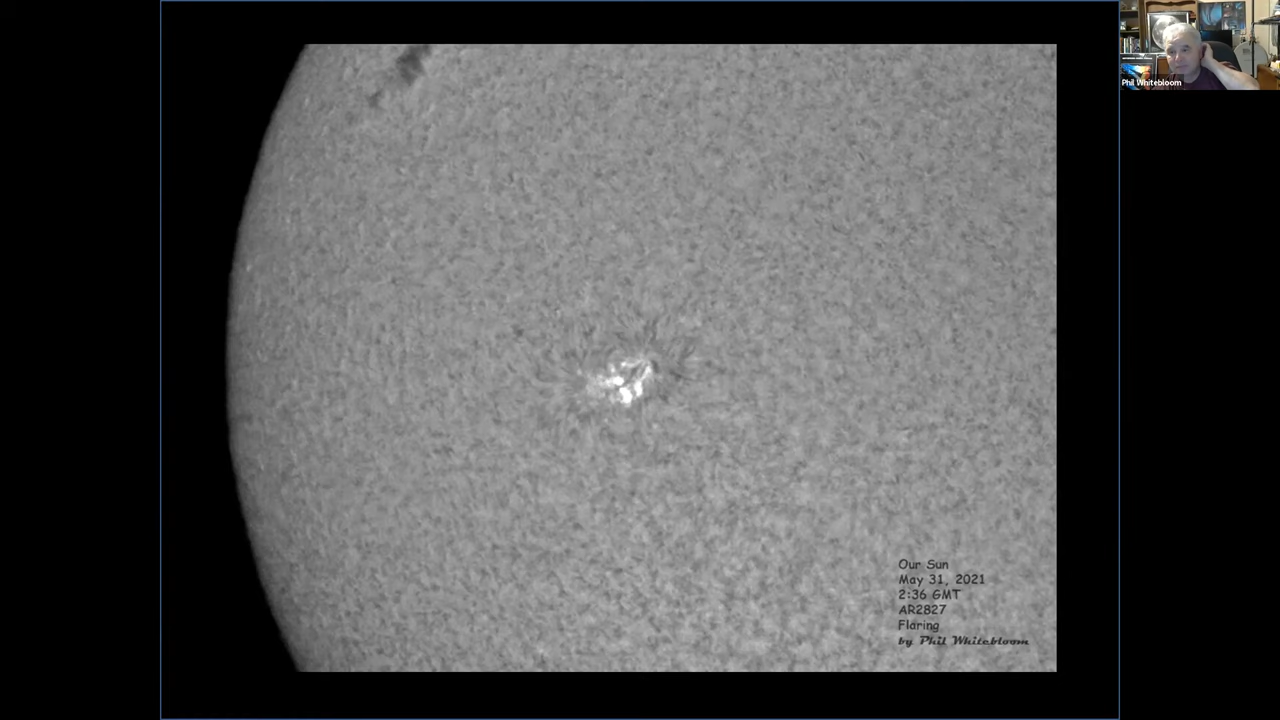 Phil Whitebloom
Our Sun
May 31, 2021
2:36 GMT
AR2827
Flaring
by Phil Whitebloom